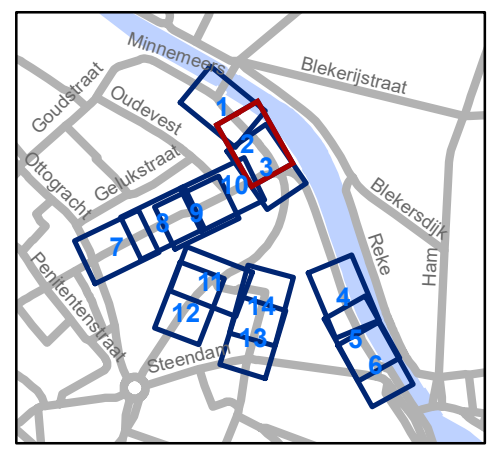 Minnemeers
Blekerijstraat
Goudstraat
Oudevest
1
2
Gelukstraat
3
Ottogracht
10
Blekersdijk
9
8
7
Reke
Ham
Penitentenstraat
11
4
14
12
13
5
Steendam
6